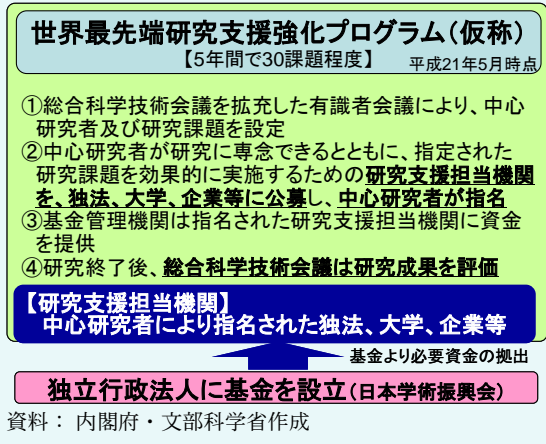 世界最先端研究支援強化プログラム(仮称)
【5年間で30課題程度】 平成21年5月時点
①総合科学技術会議を拡充した有識者会議により、中心
研究者及び研究課題を設定
②中心研究者が研究に専念できるとともに、指定された
研究課題を効果的に実施するための研究支援担当機関
を、独法、大学、企業等に公募し、中心研究者が指名
③基金管理機関は指名された研究支援担当機関に資金
を提供
④研究終了後、総合科学技術会議は研究成果を評価
【研究支援担当機関】
中心研究者により指名された独法、大学、企業等
基金より必要資金の拠出
独立行政法人に基金を設立(日本学術振興会)
資料：内閣府・文部科学省作成